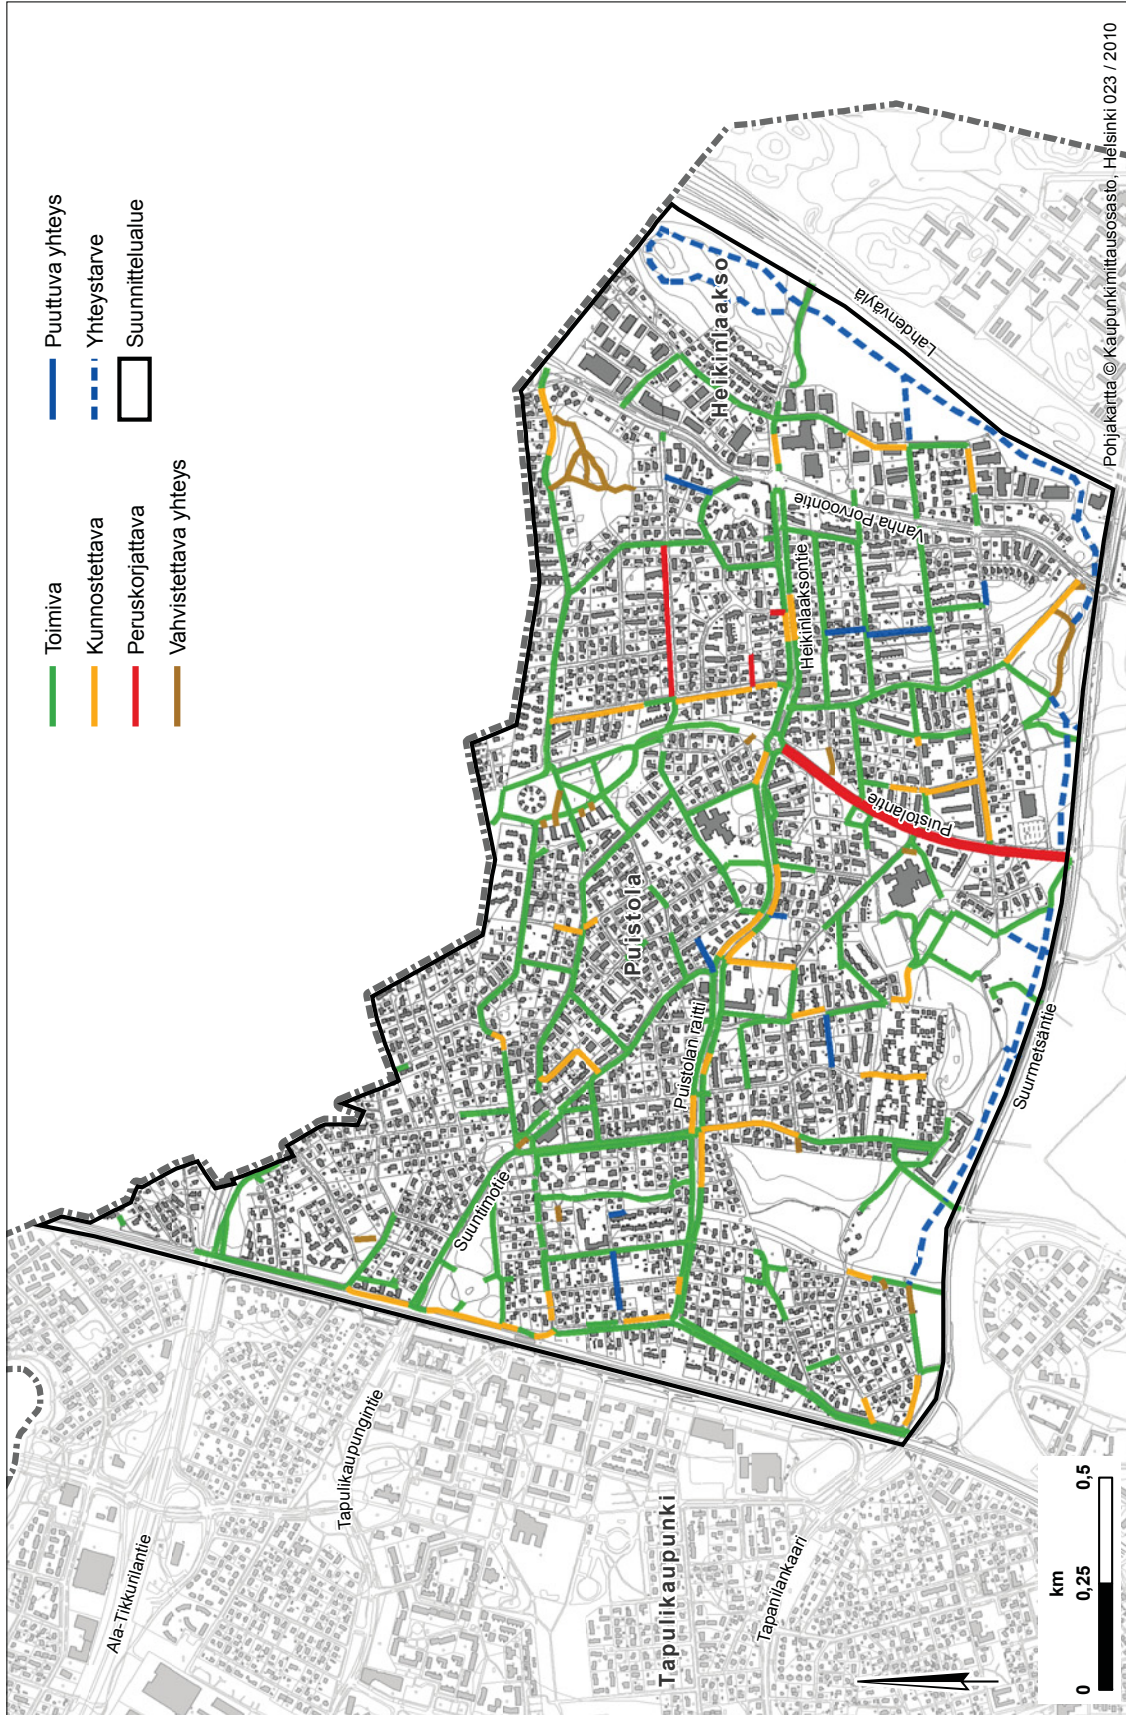 Toimiva
Kunnostettava
Peruskorjattava
Vahvistettava yhteys
Puuttuva yhteys
Yhteystarve
Suunnittelualue
Ala-Tikkurilantie
Tapulikaupungintie
Suuntimotie
Puistola
Heikinlaakso
Tapulikaupunki
Puistolan raitti
Heikinlaaksontie
Vanha Porvoontie
Lahdenväylä
Tapanilankaari
Puistolantie
Suurmetsäntie
km
0 0,25 0,5
Pohjakartta © Kaupunkimittausosasto, Helsinki 023 / 2010